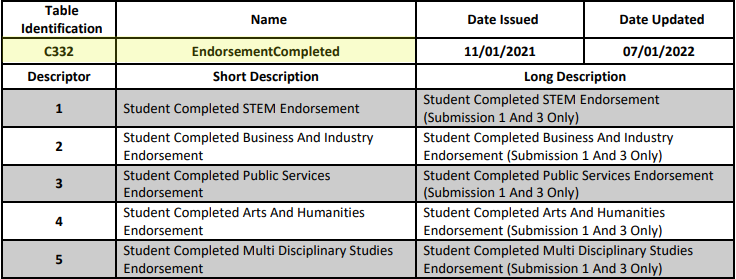 Table Identification Name Date Issued Date Updated
C332 EndorsementCompleted 11/01/2021 07/01/2022
Descriptor Short Description Long Description
1 Student Completed STEM Endorsement Student Completed STEM Endorsement
(Submission 1 And 3 Only)
2 Student Completed Business And Industry
Endorsement
Student Completed Business And Industry
Endorsement (Submission 1 And 3 Only)
3 Student Completed Public Services
Endorsement
Student Completed Public Services Endorsement
(Submission 1 And 3 Only)
4 Student Completed Arts And Humanities
Endorsement
Student Completed Arts And Humanities
Endorsement (Submission 1 And 3 Only)
5 Student Completed Multi Disciplinary Studies
Endorsement
Student Completed Multi Disciplinary Studies
Endorsement (Submission 1 And 3 Only)